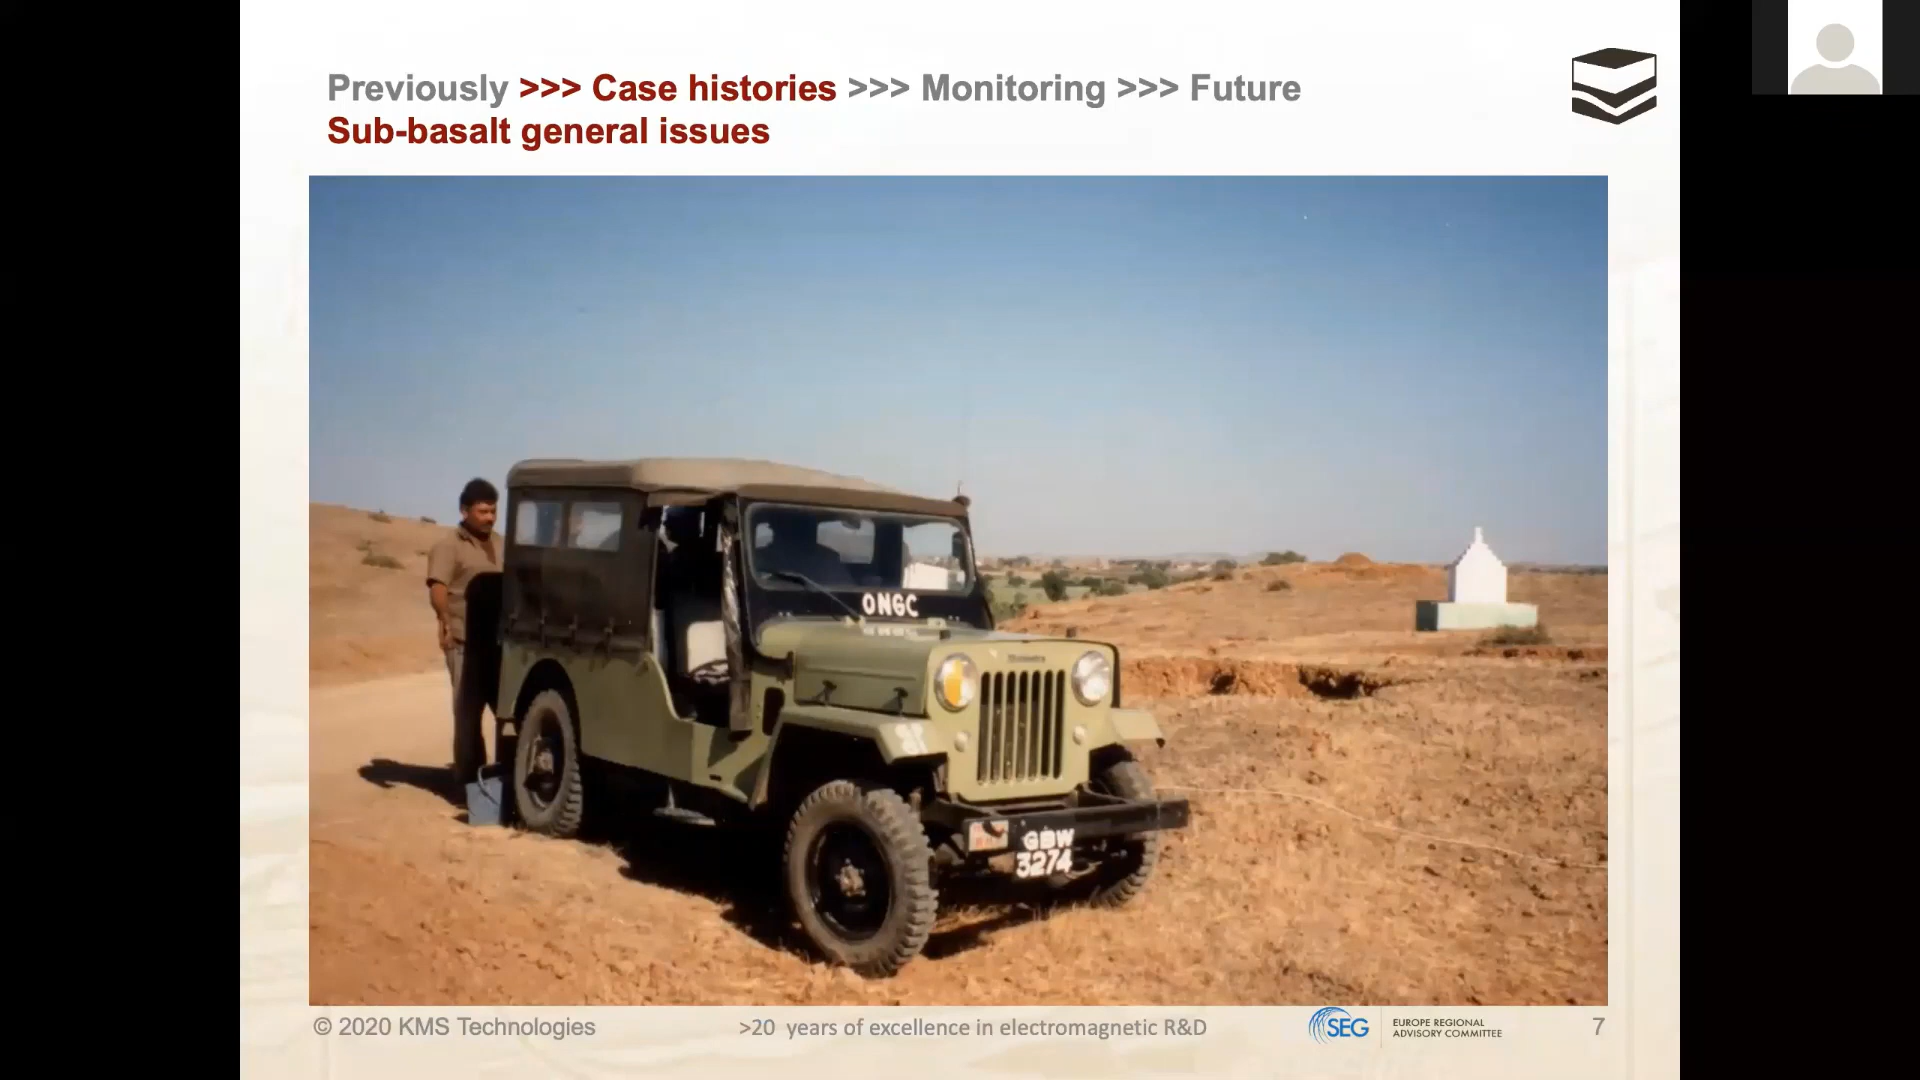 Previously >>> Case histories >>> Monitoring >>> Future
Sub-basalt general issues
ONGC
GBW
3274
© 2020 KMS Technologies
>20 years of excellence in electromagnetic R&D
SEG
EUROPE REGIONAL
ADVISORY COMMITTEE
7